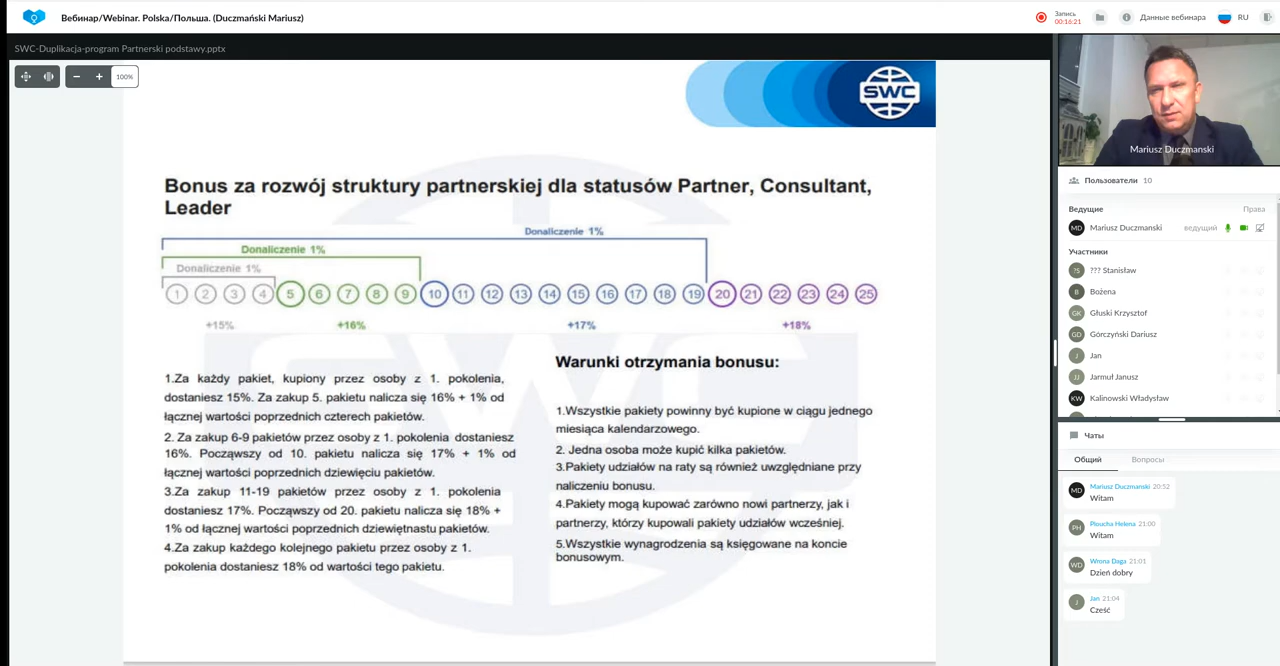 Вебинар/Webinar. Polska/Польша. (Duczmański Mariusz)
Запись
00:16:21
Данные вебинара
RU
SWC-Duplikacja-program Partnerski podstawy.pptx
100%
SWC
Bonus za rozwój struktury partnerskiej dla statusów Partner, Consultant,
Leader
Donaliczenie 1%
Donaliczenie 1%
Donaliczenie 1%
1 2 3 4 5 6 7 8 9 10 11 12 13 14 15 16 17 18 19 20 21 22 23 24 25
+15% +16% +17% +18%
1.Za każdy pakiet, kupiony przez osoby z 1. pokolenia,
dostaniesz 15%. Za zakup 5. pakietu nalicza się 16% + 1% od
łącznej wartości poprzednich czterech pakietów.
2. Za zakup 6-9 pakietów przez osoby z 1. pokolenia dostaniesz
16%. Począwszy od 10. pakietu nalicza się 17% + 1% od
łącznej wartości poprzednich dziewięciu pakietów.
3.Za zakup 11-19 pakietów przez osoby z 1. pokolenia
dostaniesz 17%. Począwszy od 20. pakietu nalicza się 18% +
1% od łącznej wartości poprzednich dziewiętnastu pakietów.
4.Za zakup każdego kolejnego pakietu przez osoby z 1.
pokolenia dostaniesz 18% od wartości tego pakietu.
Warunki otrzymania bonusu:
1.Wszystkie pakiety powinny być kupione w ciągu jednego
miesiąca kalendarzowego.
2. Jedna osoba może kupić kilka pakietów.
3.Pakiety udziałów na raty są również uwzględniane przy
naliczeniu bonusu.
4.Pakiety mogą kupować zarówno nowi partnerzy, jak i
partnerzy, którzy kupowali pakiety udziałów wcześniej.
5.Wszystkie wynagrodzenia są księgowane na koncie
bonusowym.
Mariusz Duczmanski
Пользователи 10
Ведущие Права
MD Mariusz Duczmanski ведущий
Участники
?S ??? Stanisław
B Bożena
GK Głuski Krzysztof
GD Górczyński Dariusz
J Jan
JJ Jarmuł Janusz
KW Kalinowski Władysław
Чаты
Общий Вопросы
MD Mariusz Duczmanski 20:52
Witam
PH Ploucha Helena 21:00
Witam
WD Wrona Daga 21:01
Dzień dobry
J Jan 21:04
Cześć